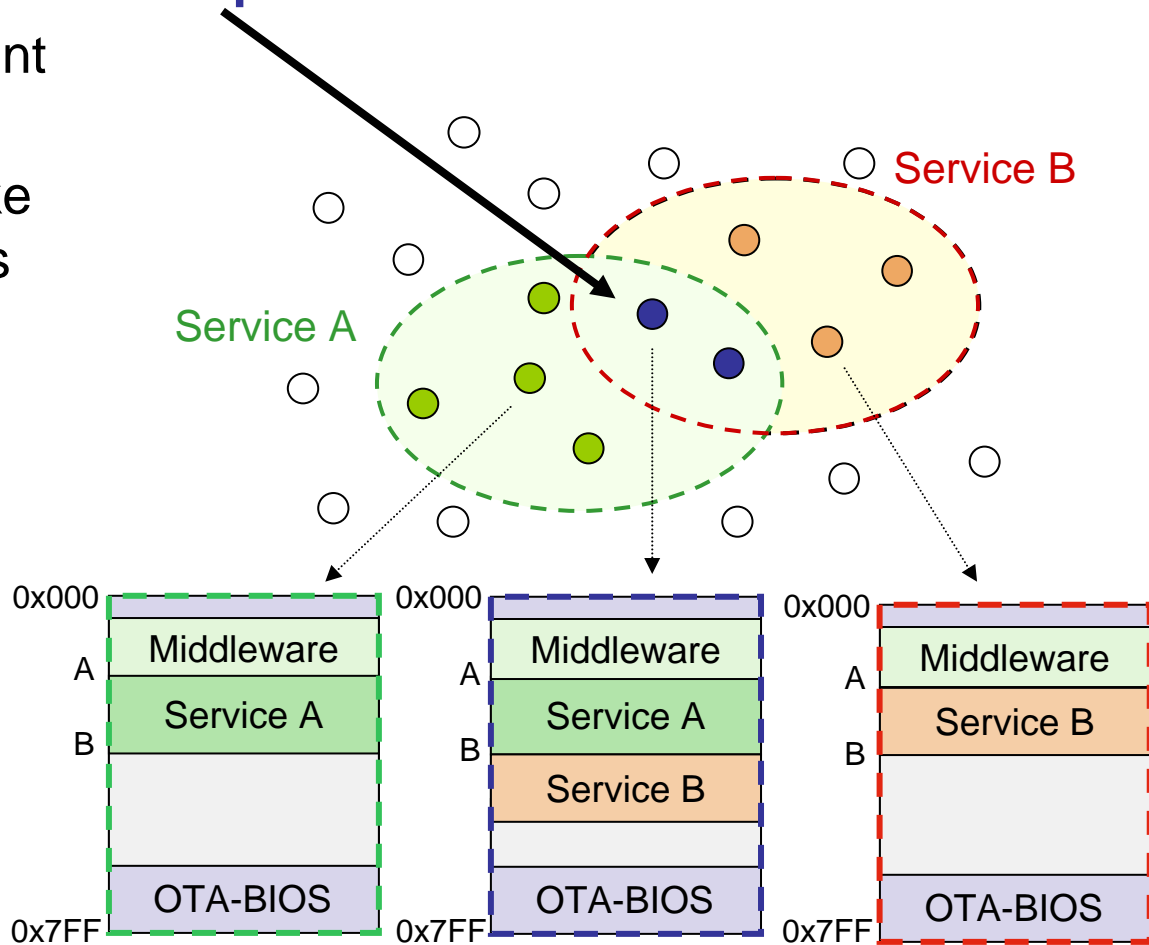 nt
ke
s
Service B
Service A
0x000
Middleware
A
Service A
B
OTA-BIOS
0x7FF
0x000
Middleware
A
Service A
B
Service B
OTA-BIOS
0x7FF
0x000
Middleware
A
Service B
B
OTA-BIOS
0x7FF